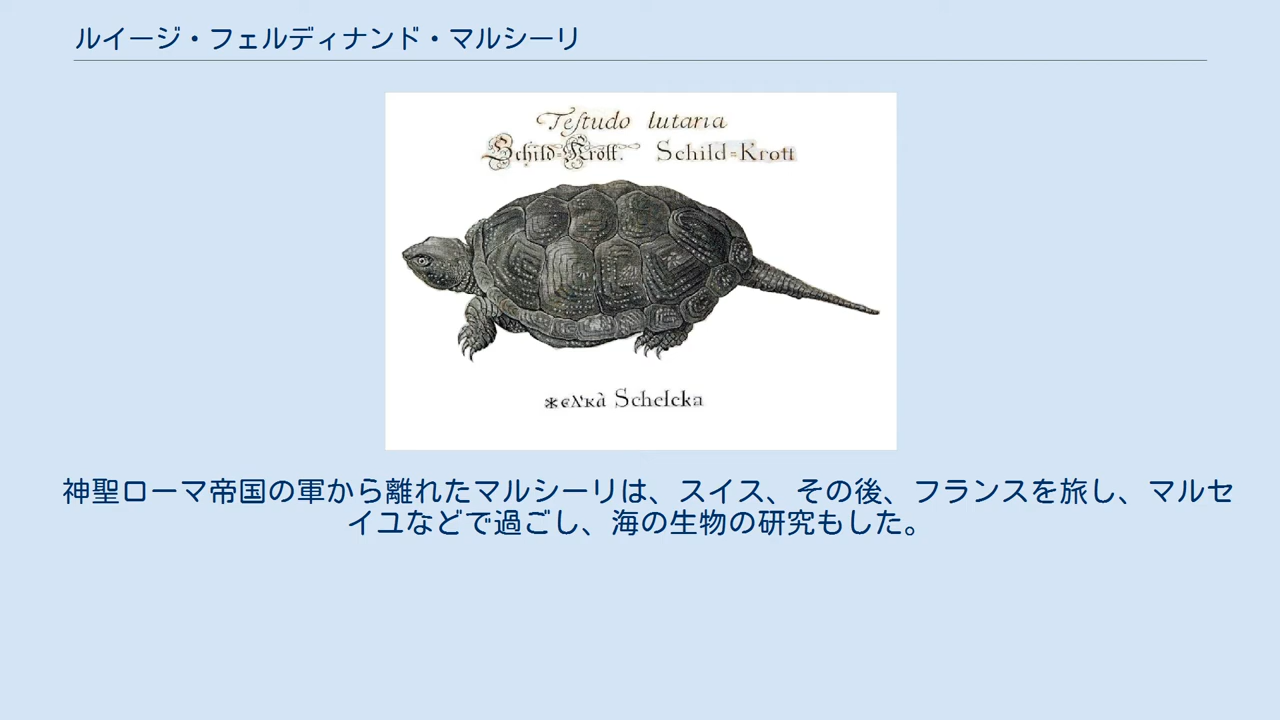 ルイージ・フェルディナンド・マルシーリ
Teſtudo lutaria
Schild=Krott. Schild=Krott
желкà Schelcka
神聖ローマ帝国の軍から離れたマルシーリは、スイス、その後、フランスを旅し、マルセ
イユなどで過ごし、海の生物の研究もした。